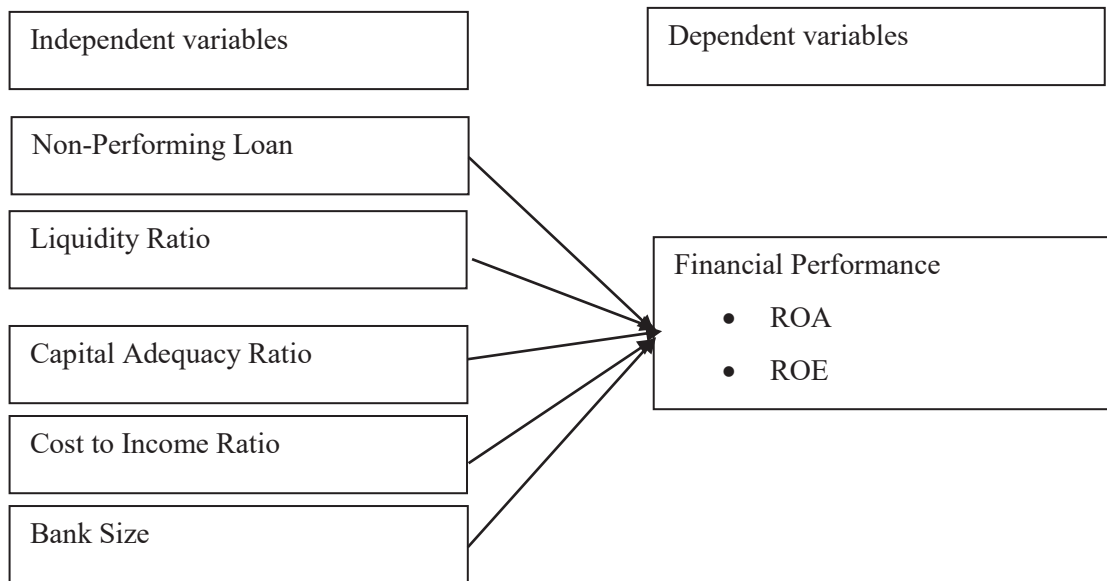 Independent variables
Dependent variables
Non-Performing Loan
Liquidity Ratio
Capital Adequacy Ratio
Cost to Income Ratio
Bank Size
Financial Performance
• ROA
• ROE